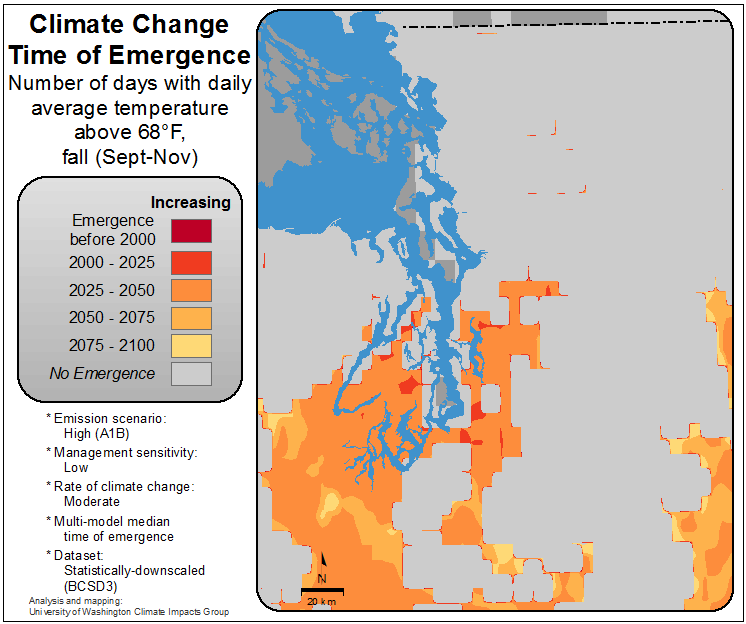 Climate Change
Time of Emergence
Number of days with daily
average temperature
above 68°F,
fall (Sept-Nov)
Increasing
Emergence
before 2000
2000 - 2025
2025 - 2050
2050 - 2075
2075 - 2100
No Emergence
* Emission scenario:
High (A1B)
* Management sensitivity:
Low
* Rate of climate change:
Moderate
* Multi-model median
time of emergence
* Dataset:
Statistically-downscaled
(BCSD3)
Analysis and mapping:
University of Washington Climate Impacts Group
N
20 km